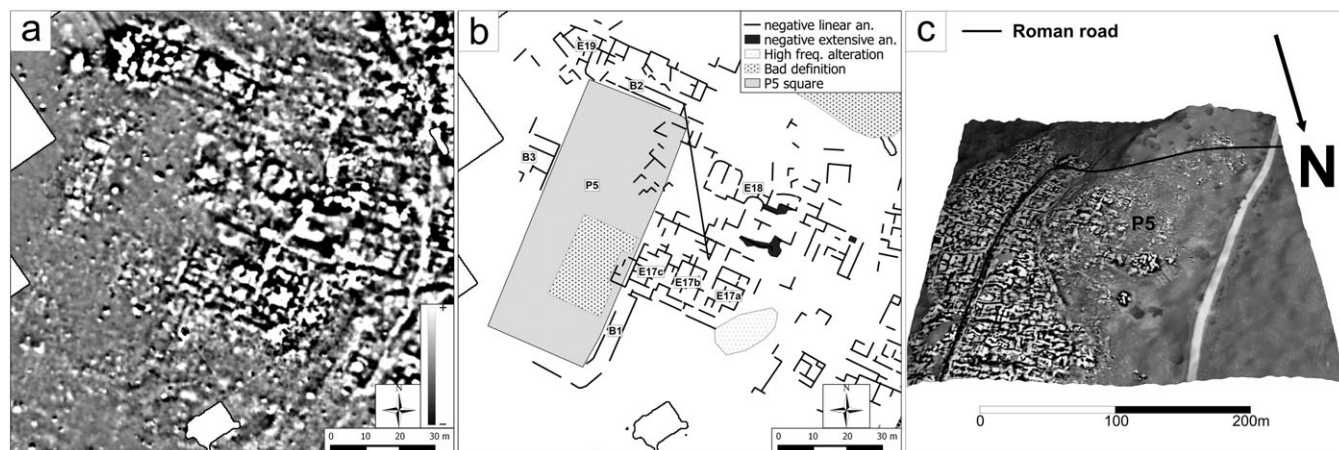 a
+
−
N
0 10 20 30 m
b
negative linear an.
negative extensive an.
High freq. alteration
Bad definition
P5 square
E19
B2
B3
P5
E18
E17c
E17b
E17a
B1
N
0 10 20 30 m
c
Roman road
N
P5
0 100 200m